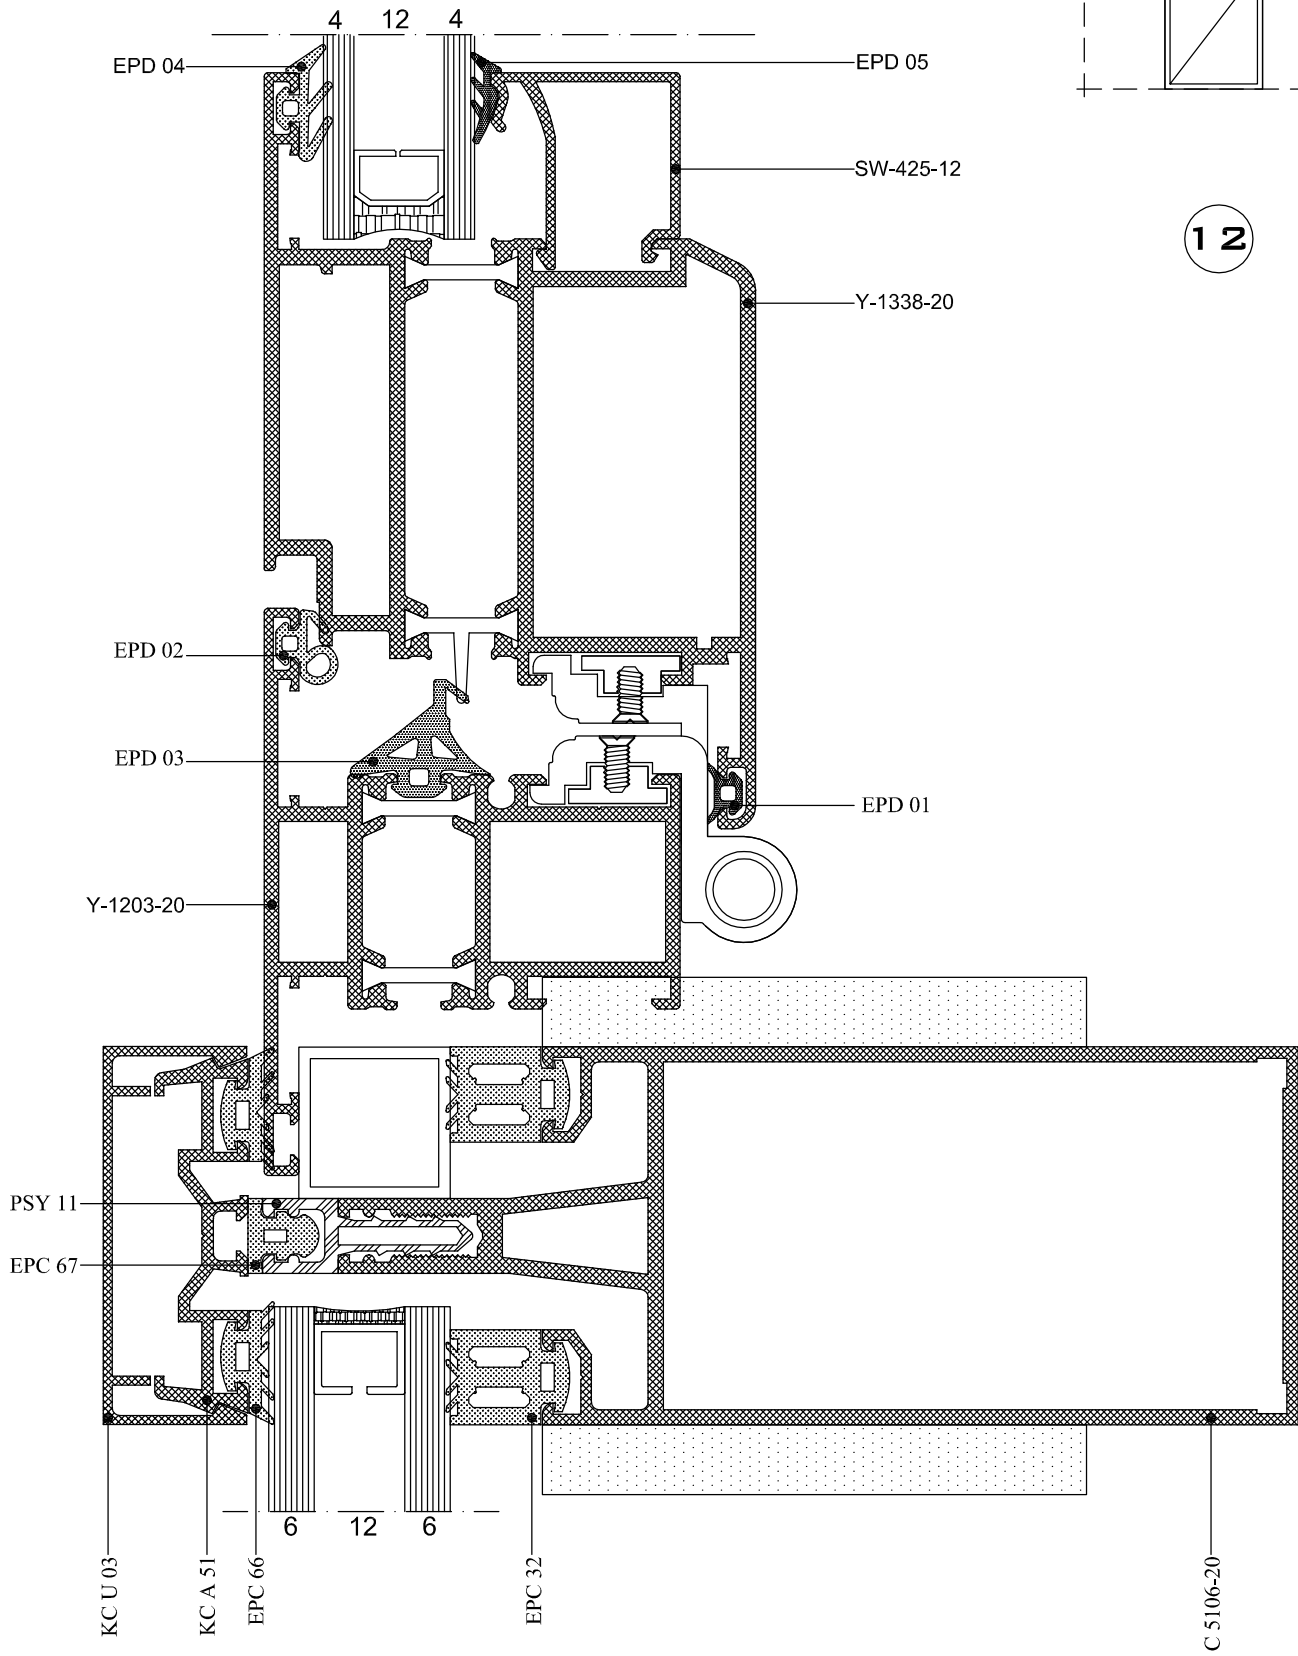 4 12 4
EPD 04
EPD 05
SW-425-12
12
Y-1338-20
EPD 02
EPD 03
EPD 01
Y-1203-20
PSY 11
EPC 67
6 12 6
KC U 03
KC A 51
EPC 66
EPC 32
C 5106-20